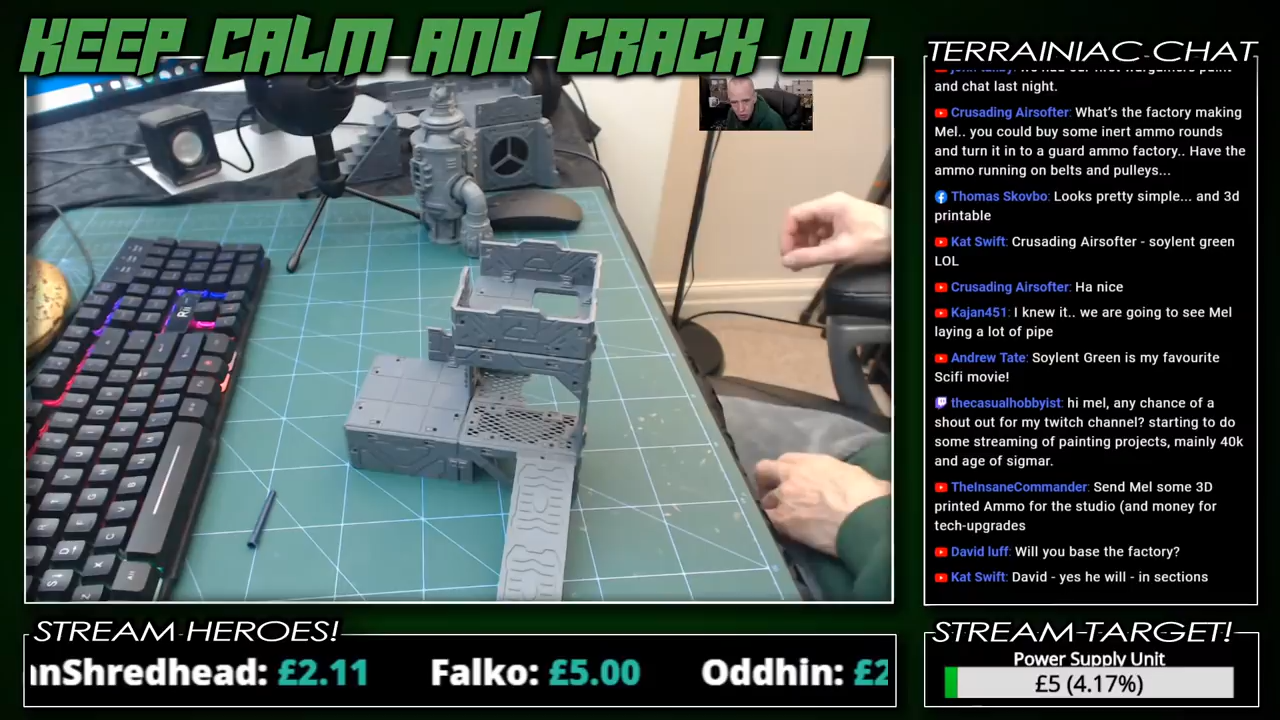 KEEP CALM AND CRACK ON
TERRAINIAC-CHAT
and chat last night.
Crusading Airsofter: What's the factory making
Mel.. you could buy some inert ammo rounds
and turn it in to a guard ammo factory.. Have the
ammo running on belts and pulleys...
Thomas Skovbo: Looks pretty simple... and 3d
printable
Kat Swift: Crusading Airsofter - soylent green
LOL
Crusading Airsofter: Ha nice
Kajan451: I knew it.. we are going to see Mel
laying a lot of pipe
Andrew Tate: Soylent Green is my favourite
Scifi movie!
thecasualhobbyist: hi mel, any chance of a
shout out for my twitch channel? starting to do
some streaming of painting projects, mainly 40k
and age of sigmar.
TheInsaneCommander: Send Mel some 3D
printed Ammo for the studio (and money for
tech-upgrades
David luff: Will you base the factory?
Kat Swift: David - yes he will - in sections
STREAM HEROES!
nShredhead: £2.11 Falko: £5.00 Oddhin: £2
STREAM-TARGET!
Power Supply Unit
£5 (4.17%)